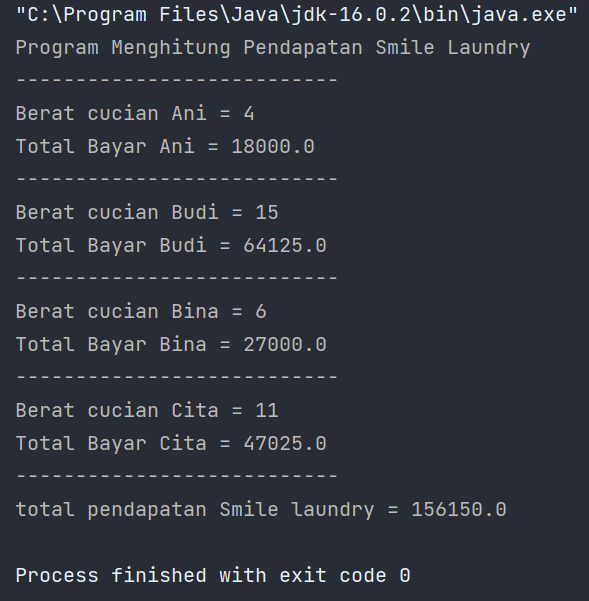 "C:\Program Files\Java\jdk-16.0.2\bin\java.exe"
Program Menghitung Pendapatan Smile Laundry
---------------------------
Berat cucian Ani = 4
Total Bayar Ani = 18000.0
---------------------------
Berat cucian Budi = 15
Total Bayar Budi = 64125.0
---------------------------
Berat cucian Bina = 6
Total Bayar Bina = 27000.0
---------------------------
Berat cucian Cita = 11
Total Bayar Cita = 47025.0
---------------------------
total pendapatan Smile laundry = 156150.0
Process finished with exit code 0